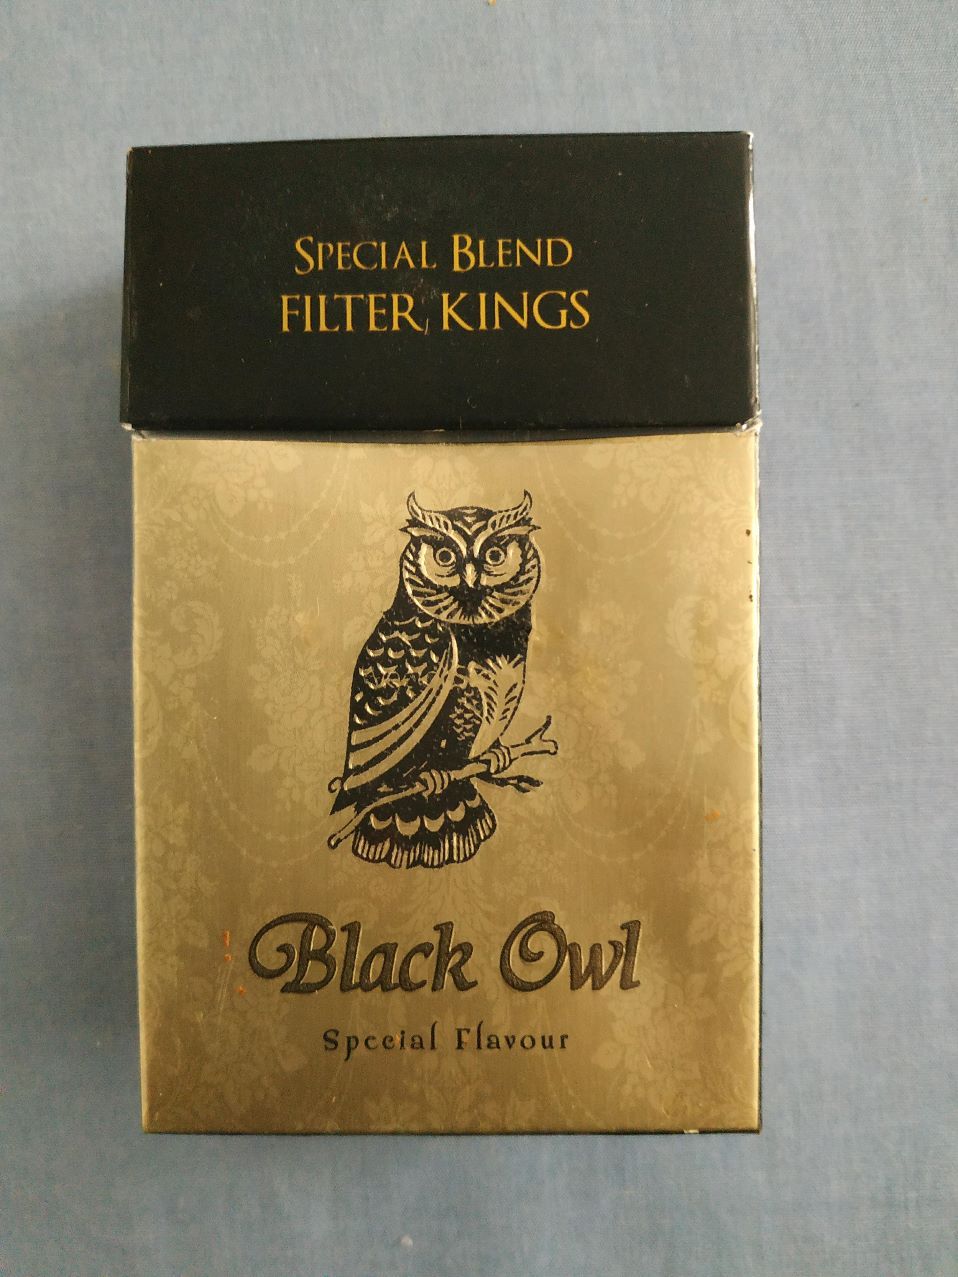 SPECIAL BLEND
FILTER KINGS
Black Owl
Special Flavour